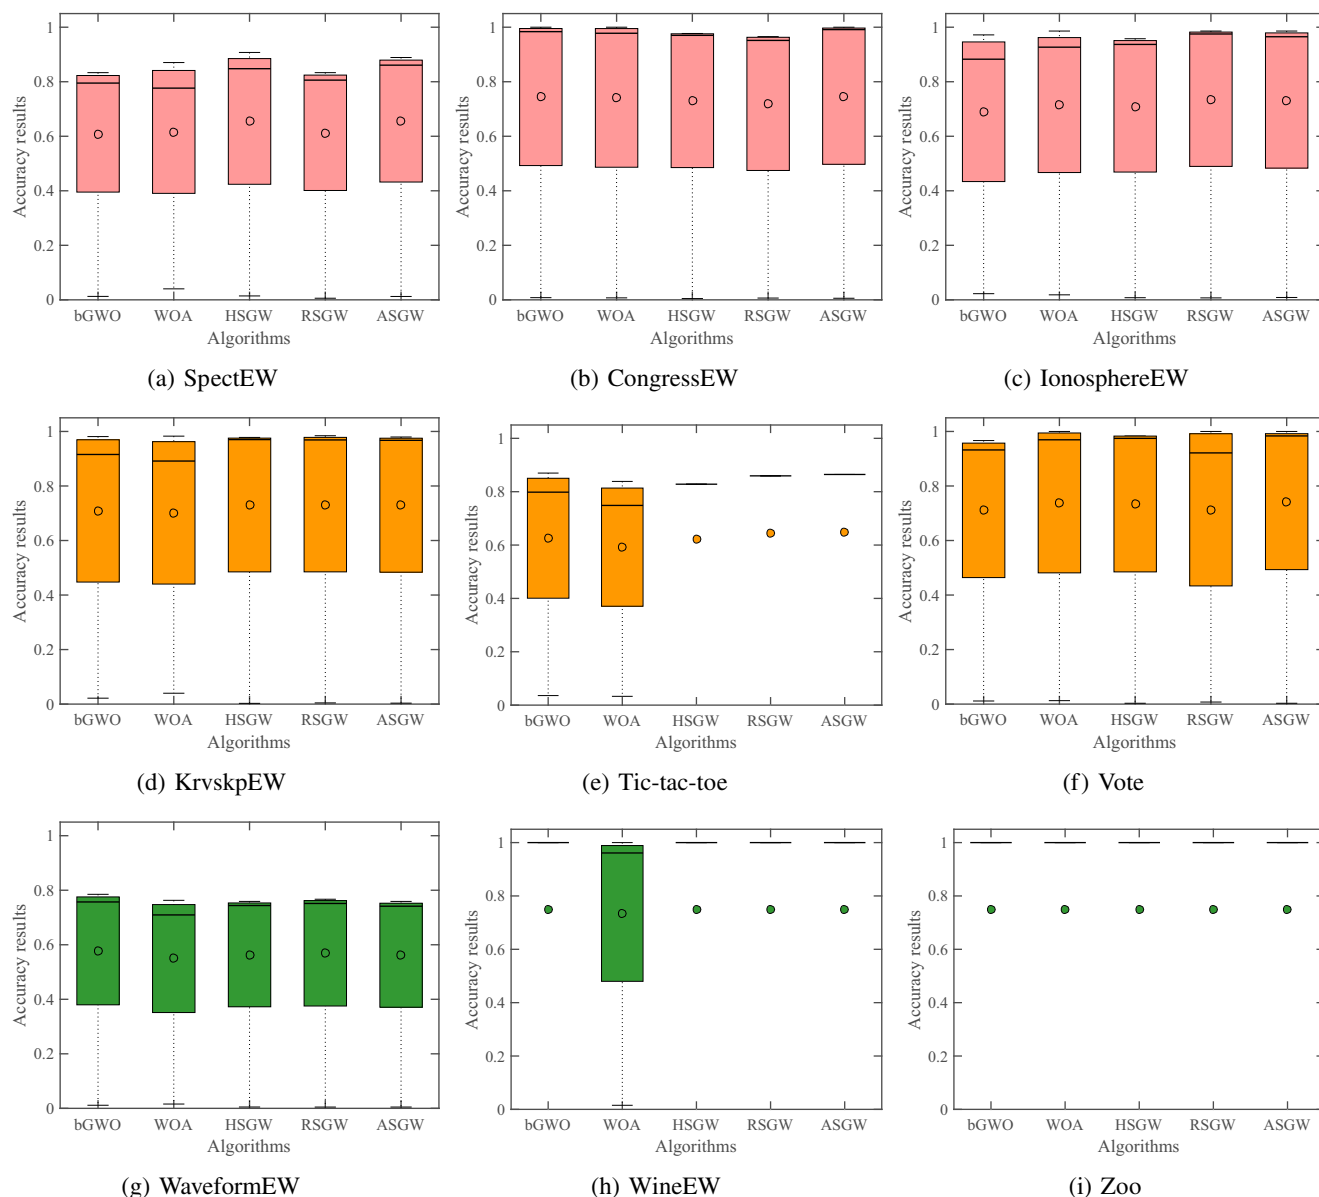 Accuracy results
1
0.8
0.6
0.4
0.2
0
bGWO WOA HSGW RSGW ASGW
Algorithms
(a) SpectEW
Accuracy results
1
0.8
0.6
0.4
0.2
0
bGWO WOA HSGW RSGW ASGW
Algorithms
(b) CongressEW
Accuracy results
1
0.8
0.6
0.4
0.2
0
bGWO WOA HSGW RSGW ASGW
Algorithms
(c) IonosphereEW
Accuracy results
1
0.8
0.6
0.4
0.2
0
bGWO WOA HSGW RSGW ASGW
Algorithms
(d) KrvskpEW
Accuracy results
1
0.8
0.6
0.4
0.2
0
bGWO WOA HSGW RSGW ASGW
Algorithms
(e) Tic-tac-toe
Accuracy results
1
0.8
0.6
0.4
0.2
0
bGWO WOA HSGW RSGW ASGW
Algorithms
(f) Vote
Accuracy results
1
0.8
0.6
0.4
0.2
0
bGWO WOA HSGW RSGW ASGW
Algorithms
(g) WaveformEW
Accuracy results
1
0.8
0.6
0.4
0.2
0
bGWO WOA HSGW RSGW ASGW
Algorithms
(h) WineEW
Accuracy results
1
0.8
0.6
0.4
0.2
0
bGWO WOA HSGW RSGW ASGW
Algorithms
(i) Zoo